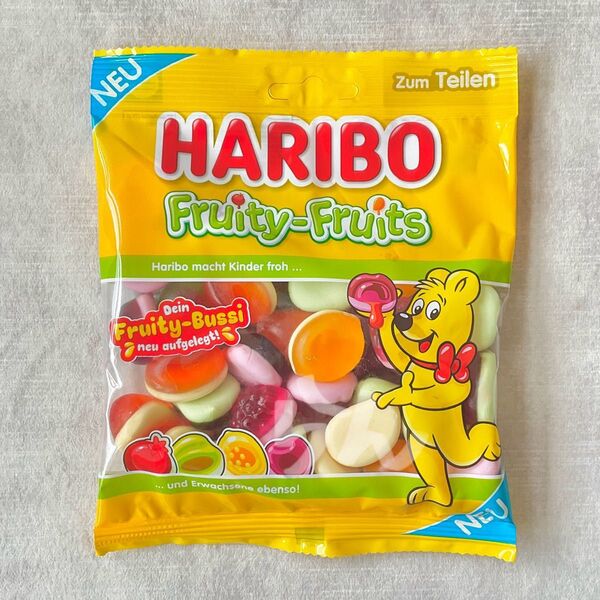 NEU
Zum Teilen
HARIBO
Fruity-Fruits
Haribo macht Kinder froh ...
Dein
Fruity-Bussi
neu aufgelegt!
... und Erwachsene ebenso!
NEU